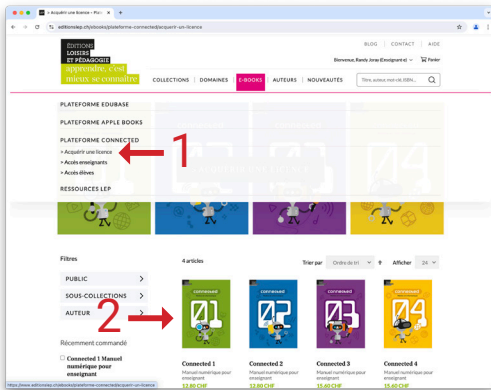 » Acquérir une licence - Plate
editionslep.ch/ebooks/plateforme-connected/acquerir-un-licence
ÉDITIONS
LOISIRS
ET PÉDAGOGIE
apprendre, c'est
mieux se connaître
BLOG | CONTACT | AIDE
Bienvenue, Randy Joras (Enseignant·e) Panier
COLLECTIONS | DOMAINES | E-BOOKS | AUTEURS | NOUVEAUTÉS
Titre, auteur, mot-clé, ISBN...
PLATEFORME EDUBASE
PLATEFORME APPLE BOOKS
PLATEFORME CONNECTED
» Acquérir une licence
» Accès enseignants
» Accès élèves
RESSOURCES LEP
1
Filtres
4 articles
Trier par Ordre de tri Afficher 24
PUBLIC
SOUS-COLLECTIONS
AUTEUR
2
connected connected connected connected
01 02 03 04
Récemment commandé
Connected 1 Manuel
numérique pour
enseignant
Connected 1 Connected 2 Connected 3 Connected 4
Manuel numérique pour enseignant Manuel numérique pour enseignant Manuel numérique pour enseignant Manuel numérique pour enseignant
13.80 CHF 13.80 CHF 15.60 CHF 15.60 CHF
https://www.editionslep.ch/ebooks/plateforme-connected/acquerir-un-licence